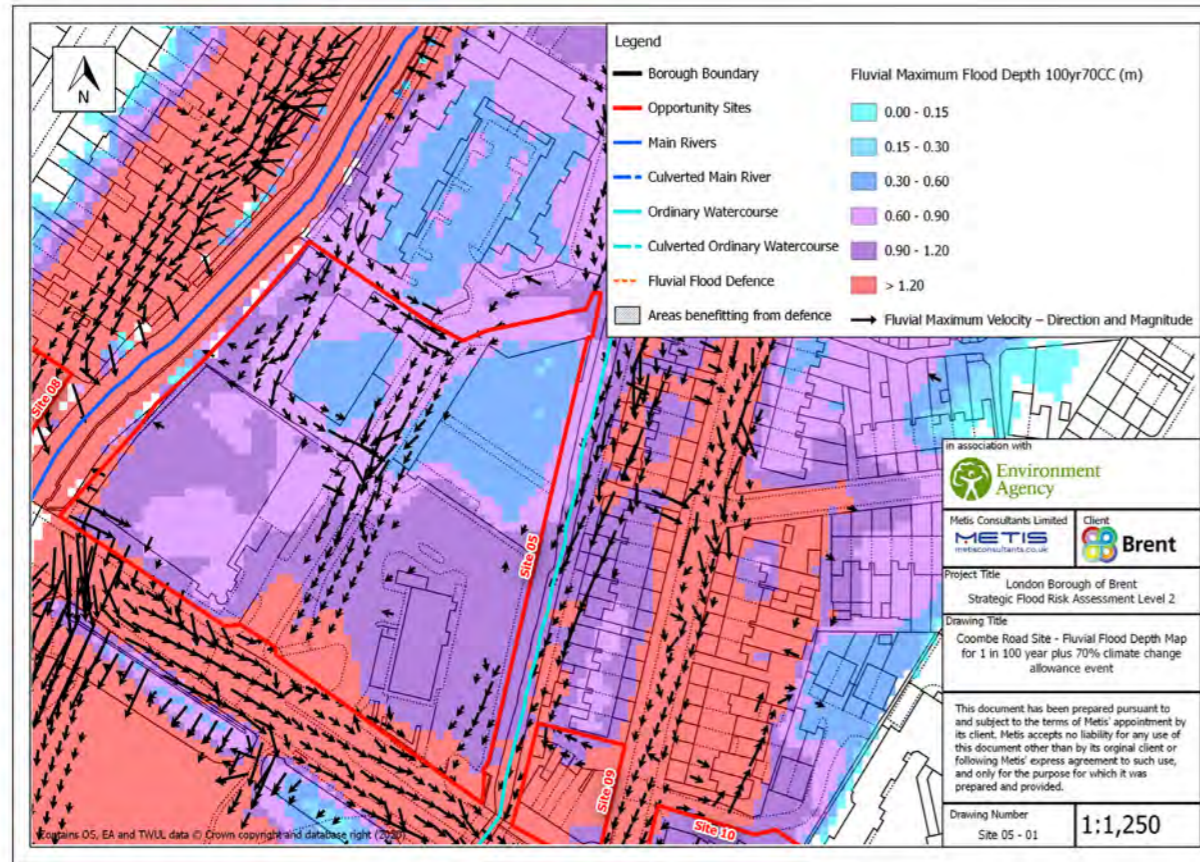 N
Legend
Borough Boundary
Opportunity Sites
Main Rivers
Culverted Main River
Ordinary Watercourse
Culverted Ordinary Watercourse
Fluvial Flood Defence
Areas benefitting from defence
Fluvial Maximum Flood Depth 100yr70CC (m)
0.00 - 0.15
0.15 - 0.30
0.30 - 0.60
0.60 - 0.90
0.90 - 1.20
> 1.20
Fluvial Maximum Velocity – Direction and Magnitude
Site 08
Site 05
Site 09
Site 10
in association with
Environment
Agency
Metis Consultants Limited
METIS
metisconsultants.co.uk
Client
Brent
Project Title
London Borough of Brent
Strategic Flood Risk Assessment Level 2
Drawing Title
Coombe Road Site - Fluvial Flood Depth Map
for 1 in 100 year plus 70% climate change
allowance event
This document has been prepared pursuant to
and subject to the terms of Metis' appointment by
its client. Metis accepts no liability for any use of
this document other than by its orginal client or
following Metis' express agreement to such use,
and only for the purpose for which it was
prepared and provided.
Drawing Number
Site 05 - 01
1:1,250
Contains OS, EA and TWUL data © Crown copyright and database right